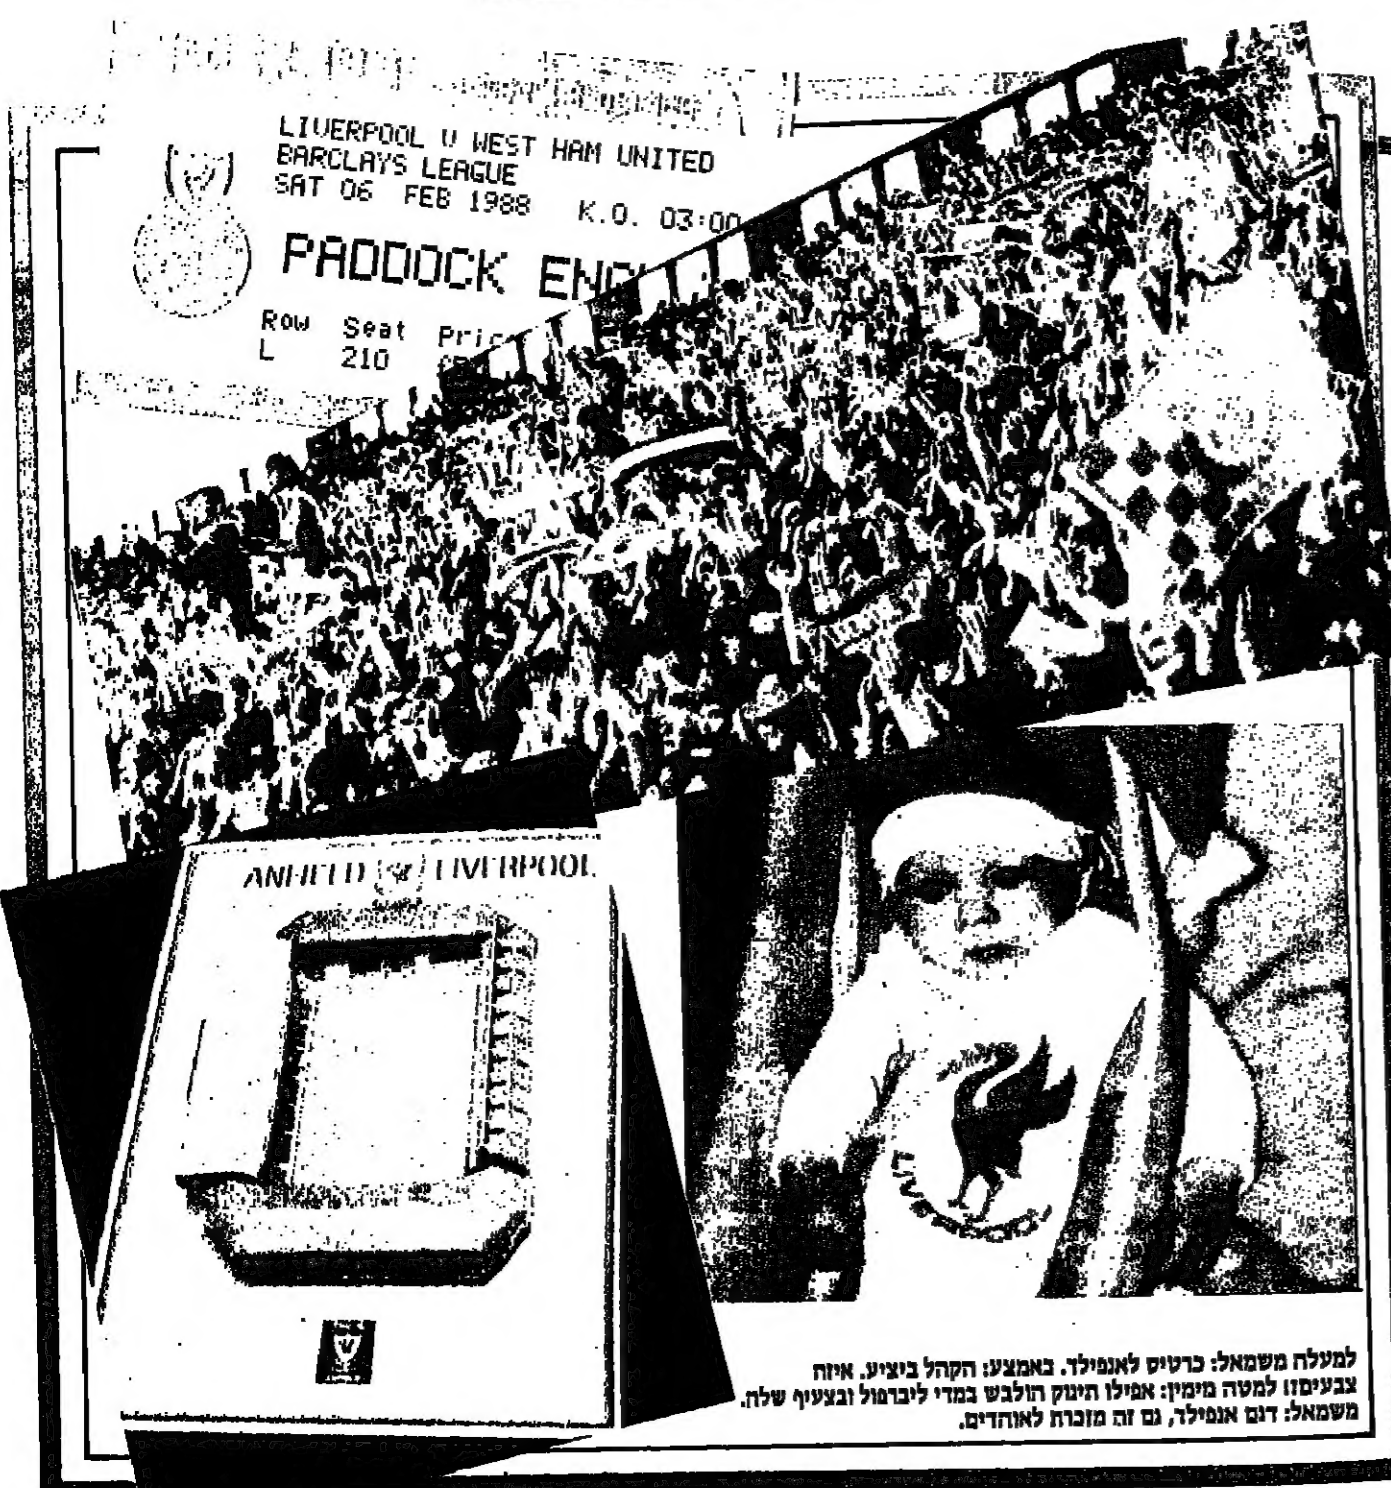 LIVERPOOL V WEST HAM UNITED
BARCLAYS LEAGUE
SAT 06 FEB 1988 K.O. 03:00
PADDOCK
Row Seat
L 210
ANFIELD LIVERPOOL
LIVERPOOL
למעלה משמאל: כרטיס לאנפילד. באמצע: הקהל ביציע. איזה
צבעים!! למטה מימין: אפילו תינוק הולבש במדי ליברפול ובצעיף שלה.
משמאל: דגם אנפילד, גם זה מזכרת לאוהדים.